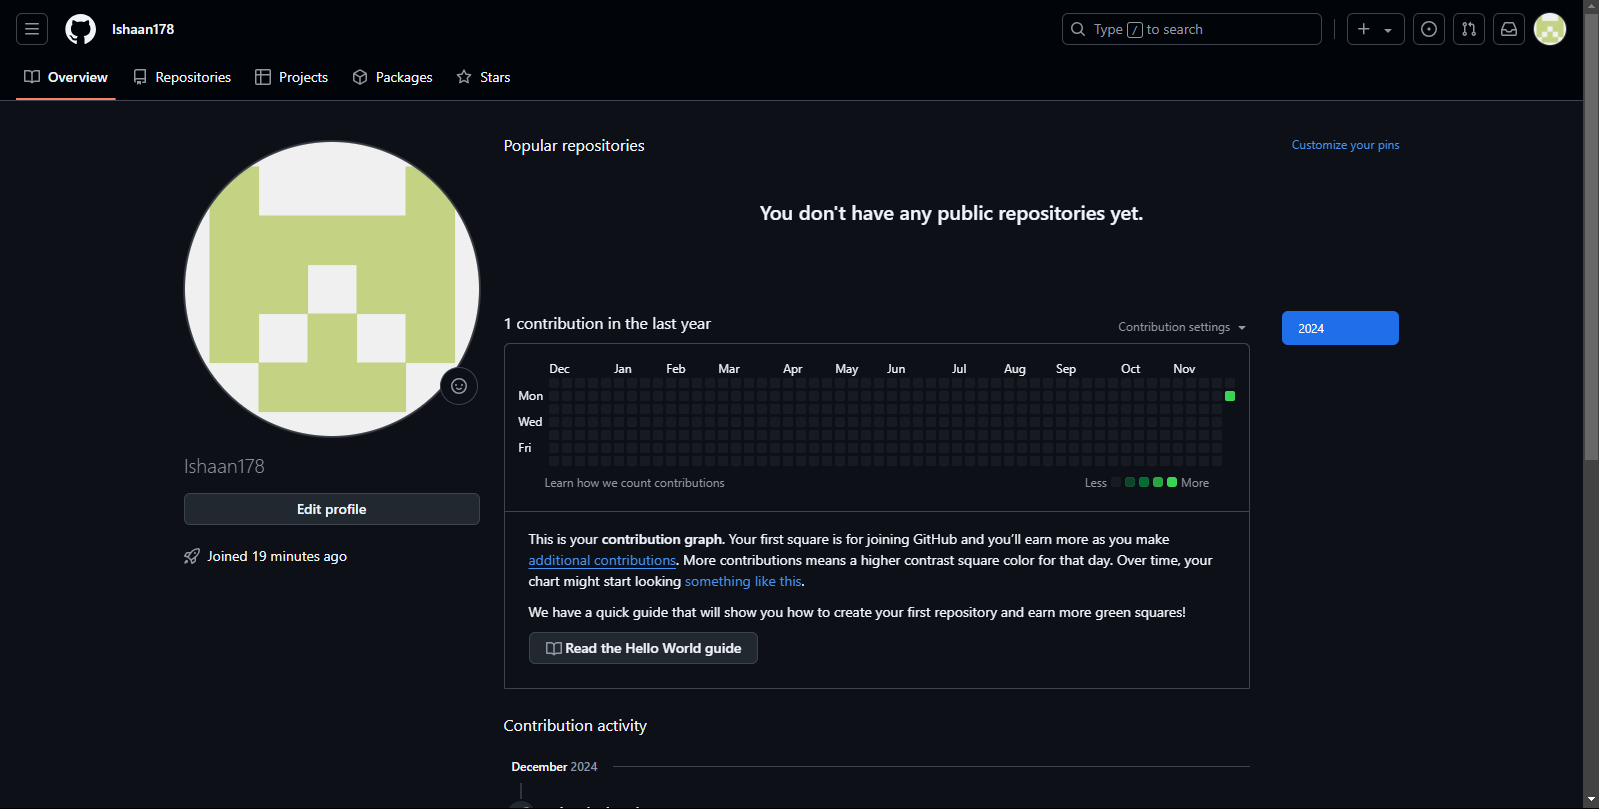 Ishaan178
Type / to search
Overview
Repositories
Projects
Packages
Stars
Popular repositories
Customize your pins
You don't have any public repositories yet.
1 contribution in the last year
Contribution settings
2024
Dec Jan Feb Mar Apr May Jun Jul Aug Sep Oct Nov
Mon
Wed
Fri
Learn how we count contributions
Less
More
Ishaan178
Edit profile
Joined 19 minutes ago
This is your contribution graph. Your first square is for joining GitHub and you’ll earn more as you make
additional contributions. More contributions means a higher contrast square color for that day. Over time, your
chart might start looking something like this.
We have a quick guide that will show you how to create your first repository and earn more green squares!
Read the Hello World guide
Contribution activity
December 2024